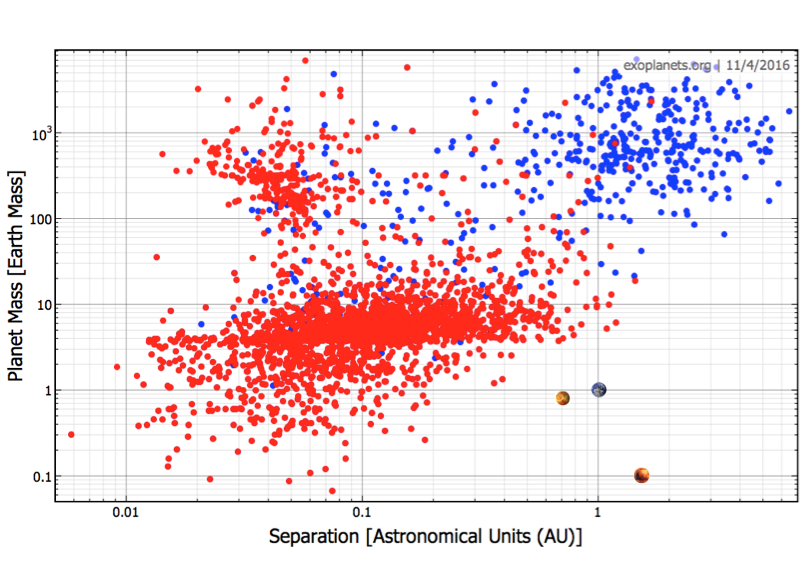 exoplanets.org | 11/4/2016
Planet Mass [Earth Mass]
10³
100
10
1
0.1
0.01
0.1
1
Separation [Astronomical Units (AU)]